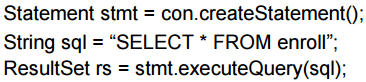 Statement stmt = con.createStatement();
String sql = “SELECT * FROM enroll”;
ResultSet rs = stmt.executeQuery(sql);